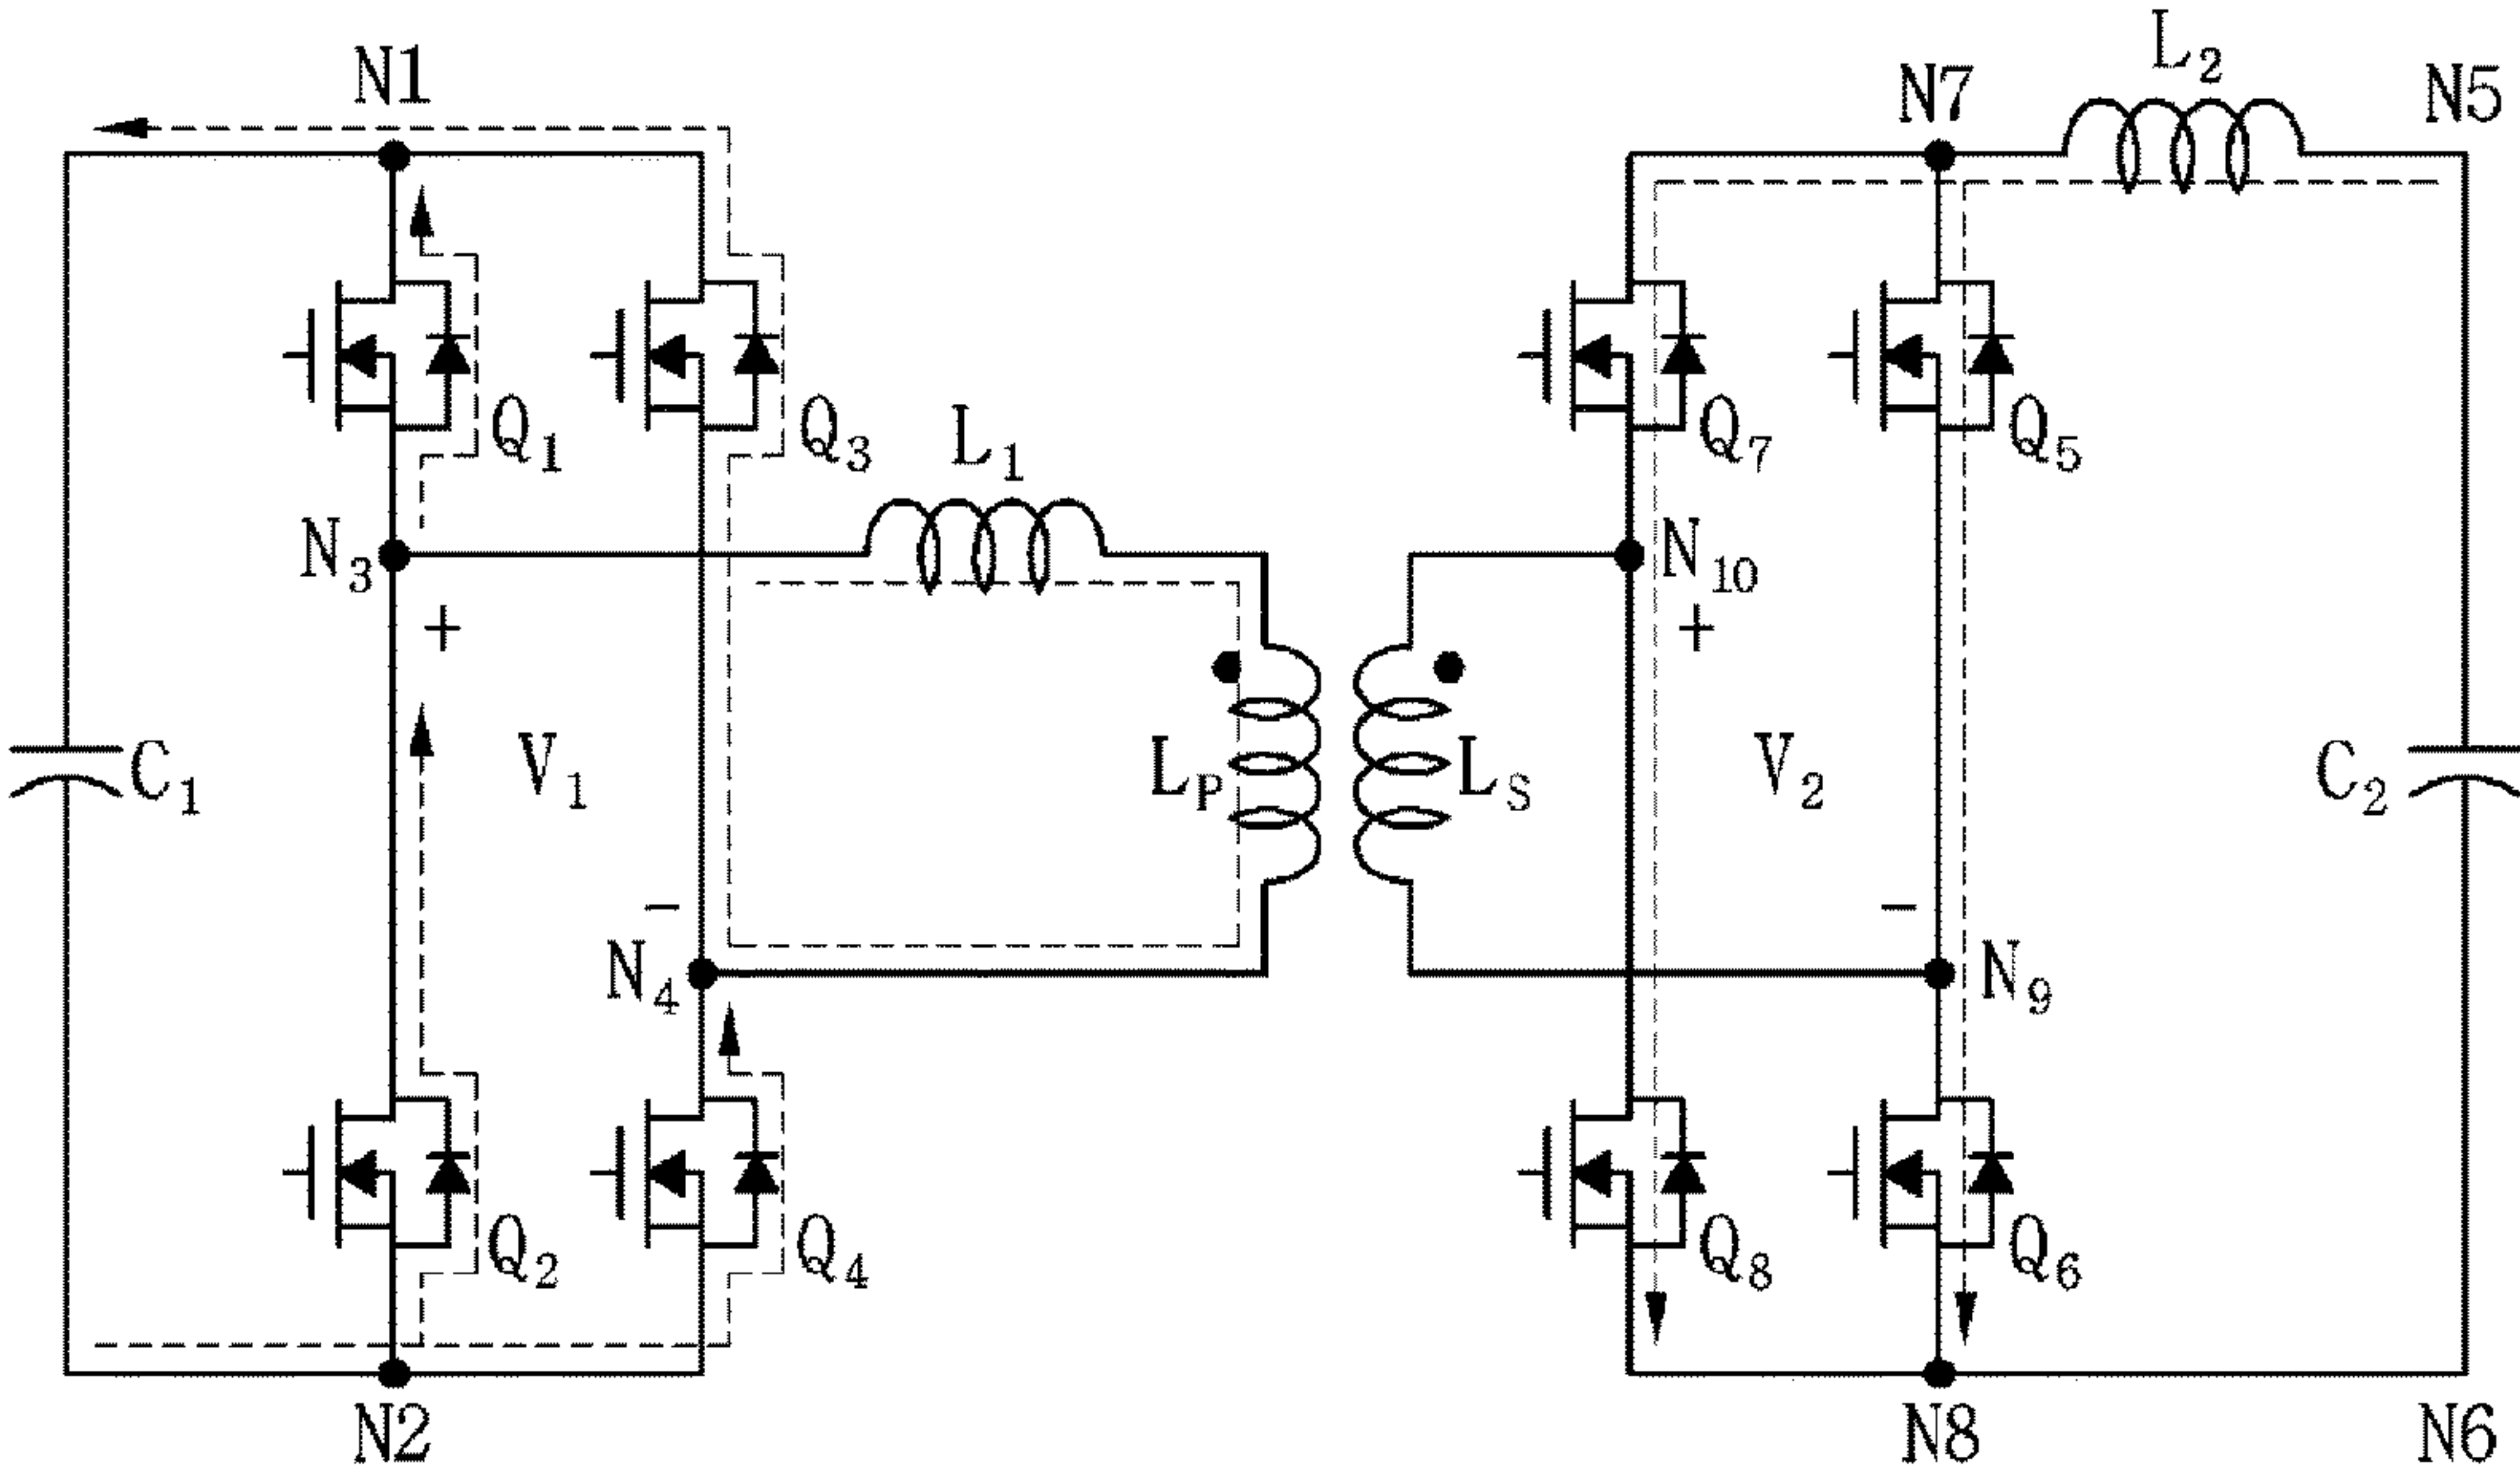 N1
N7
L2
N5
Q1
Q3
L1
Q7
Q5
N3
N10
+
+
C1
V1
LP
LS
V2
C2
-
-
N4
N9
Q2
Q4
Q8
Q6
N2
N8
N6